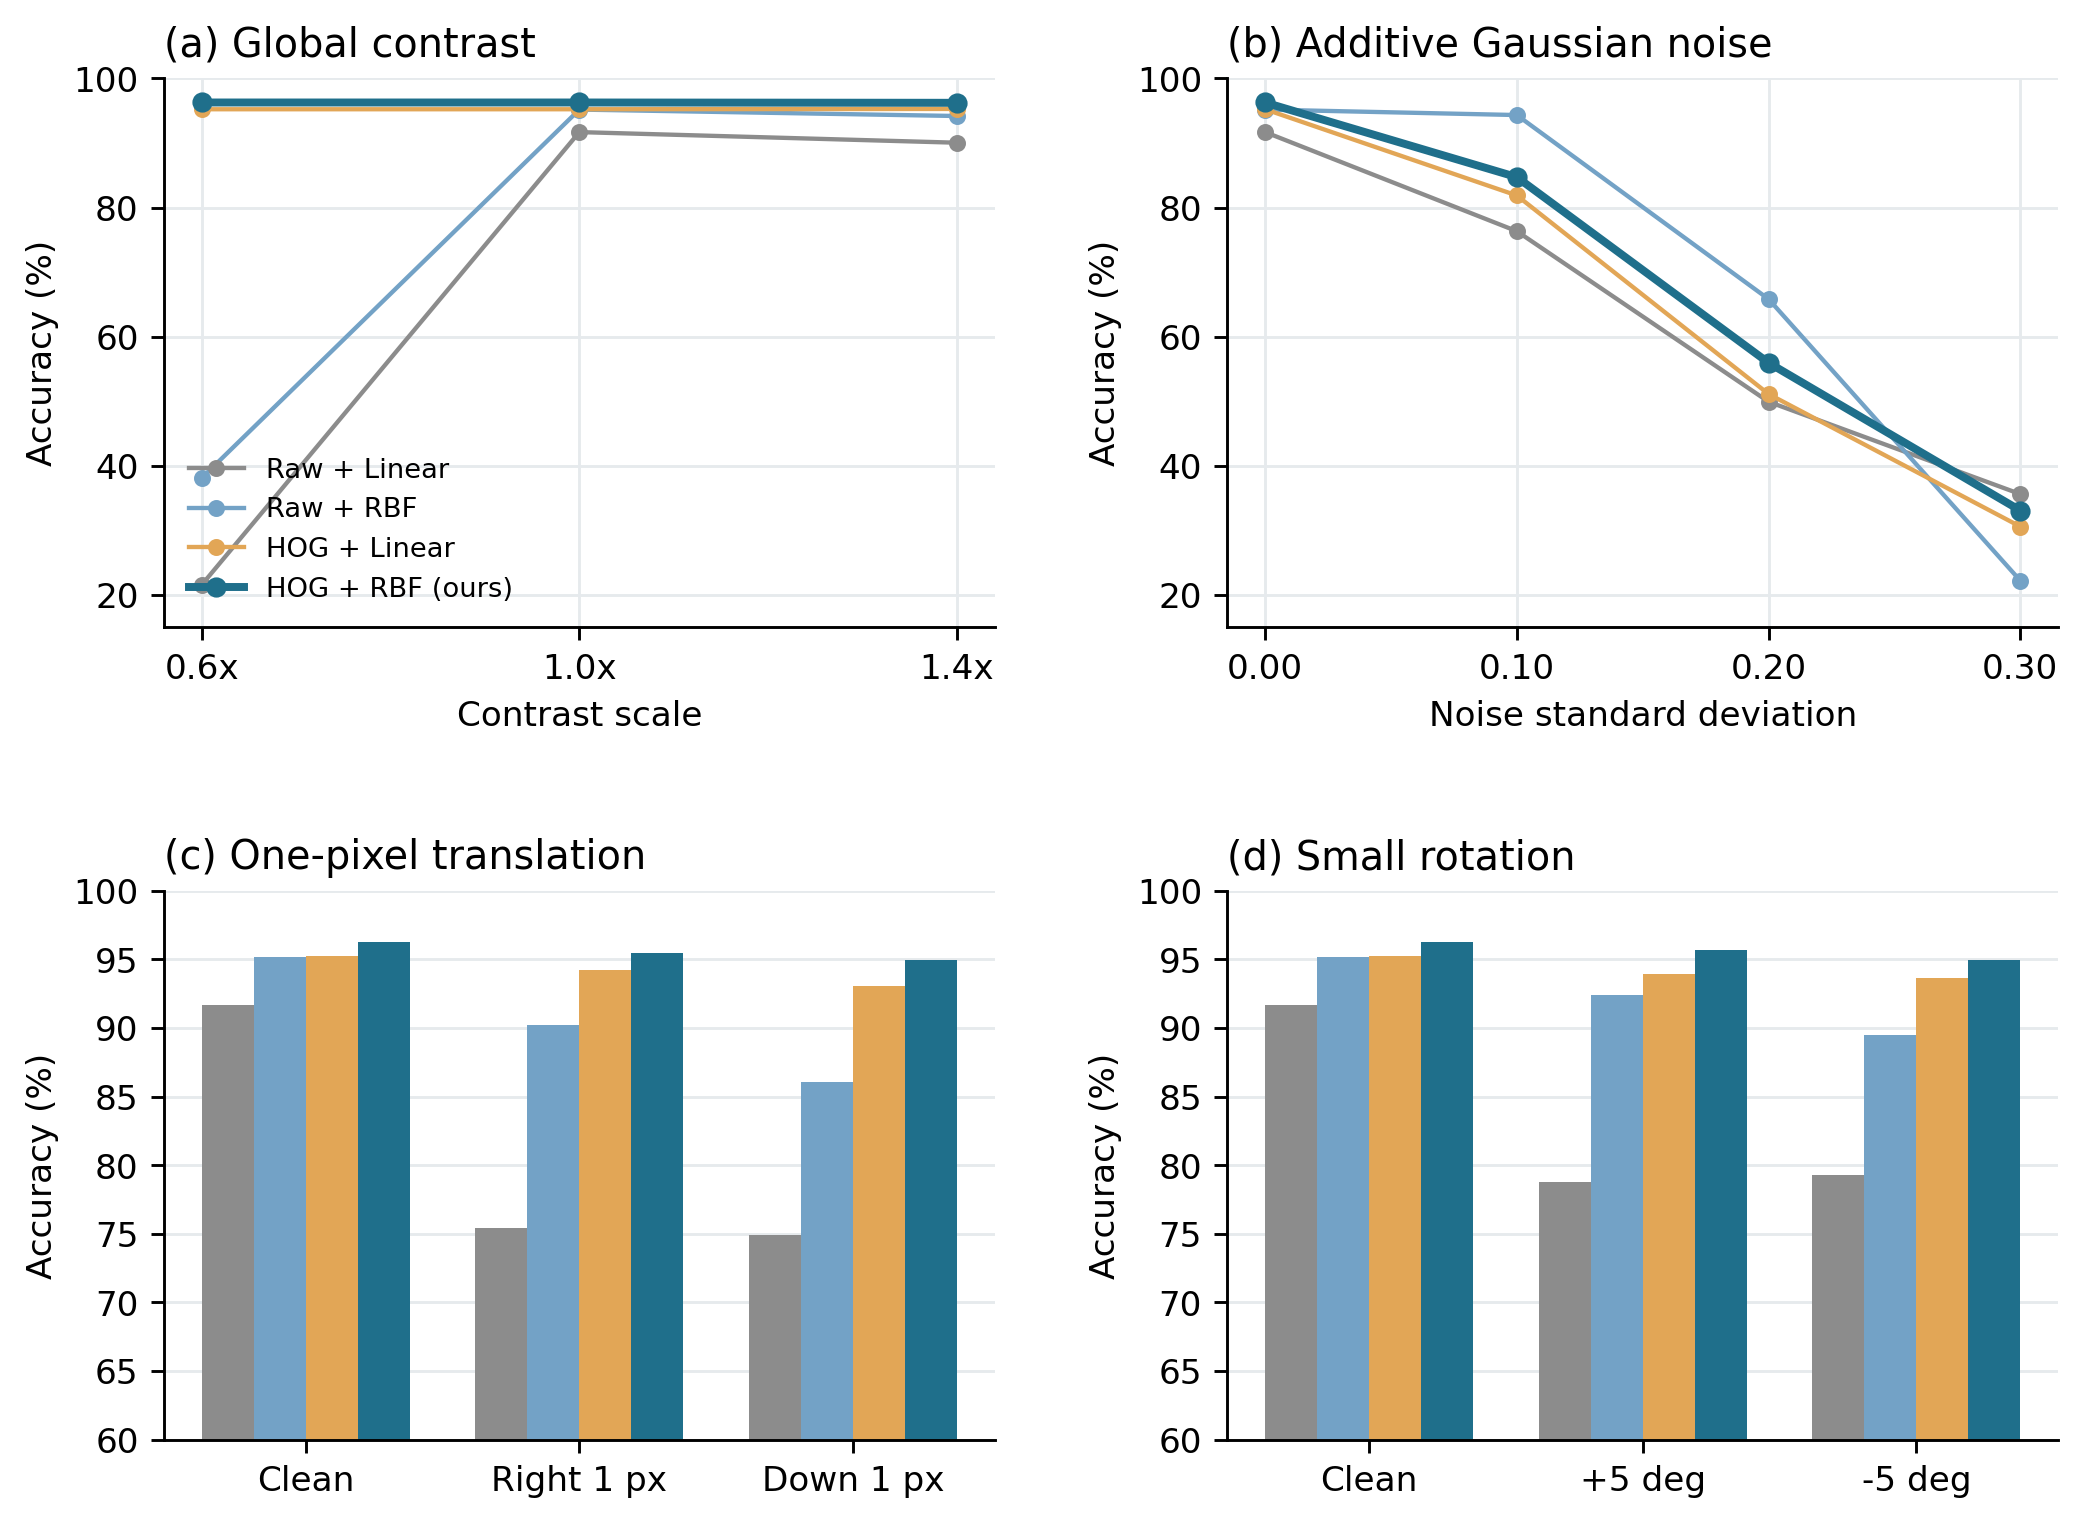 (a) Global contrast
Accuracy (%)
100
80
60
40
20
Raw + Linear
Raw + RBF
HOG + Linear
HOG + RBF (ours)
0.6x 1.0x 1.4x
Contrast scale
(b) Additive Gaussian noise
Accuracy (%)
100
80
60
40
20
0.00 0.10 0.20 0.30
Noise standard deviation
(c) One-pixel translation
Accuracy (%)
100
95
90
85
80
75
70
65
60
Clean Right 1 px Down 1 px
(d) Small rotation
Accuracy (%)
100
95
90
85
80
75
70
65
60
Clean +5 deg -5 deg